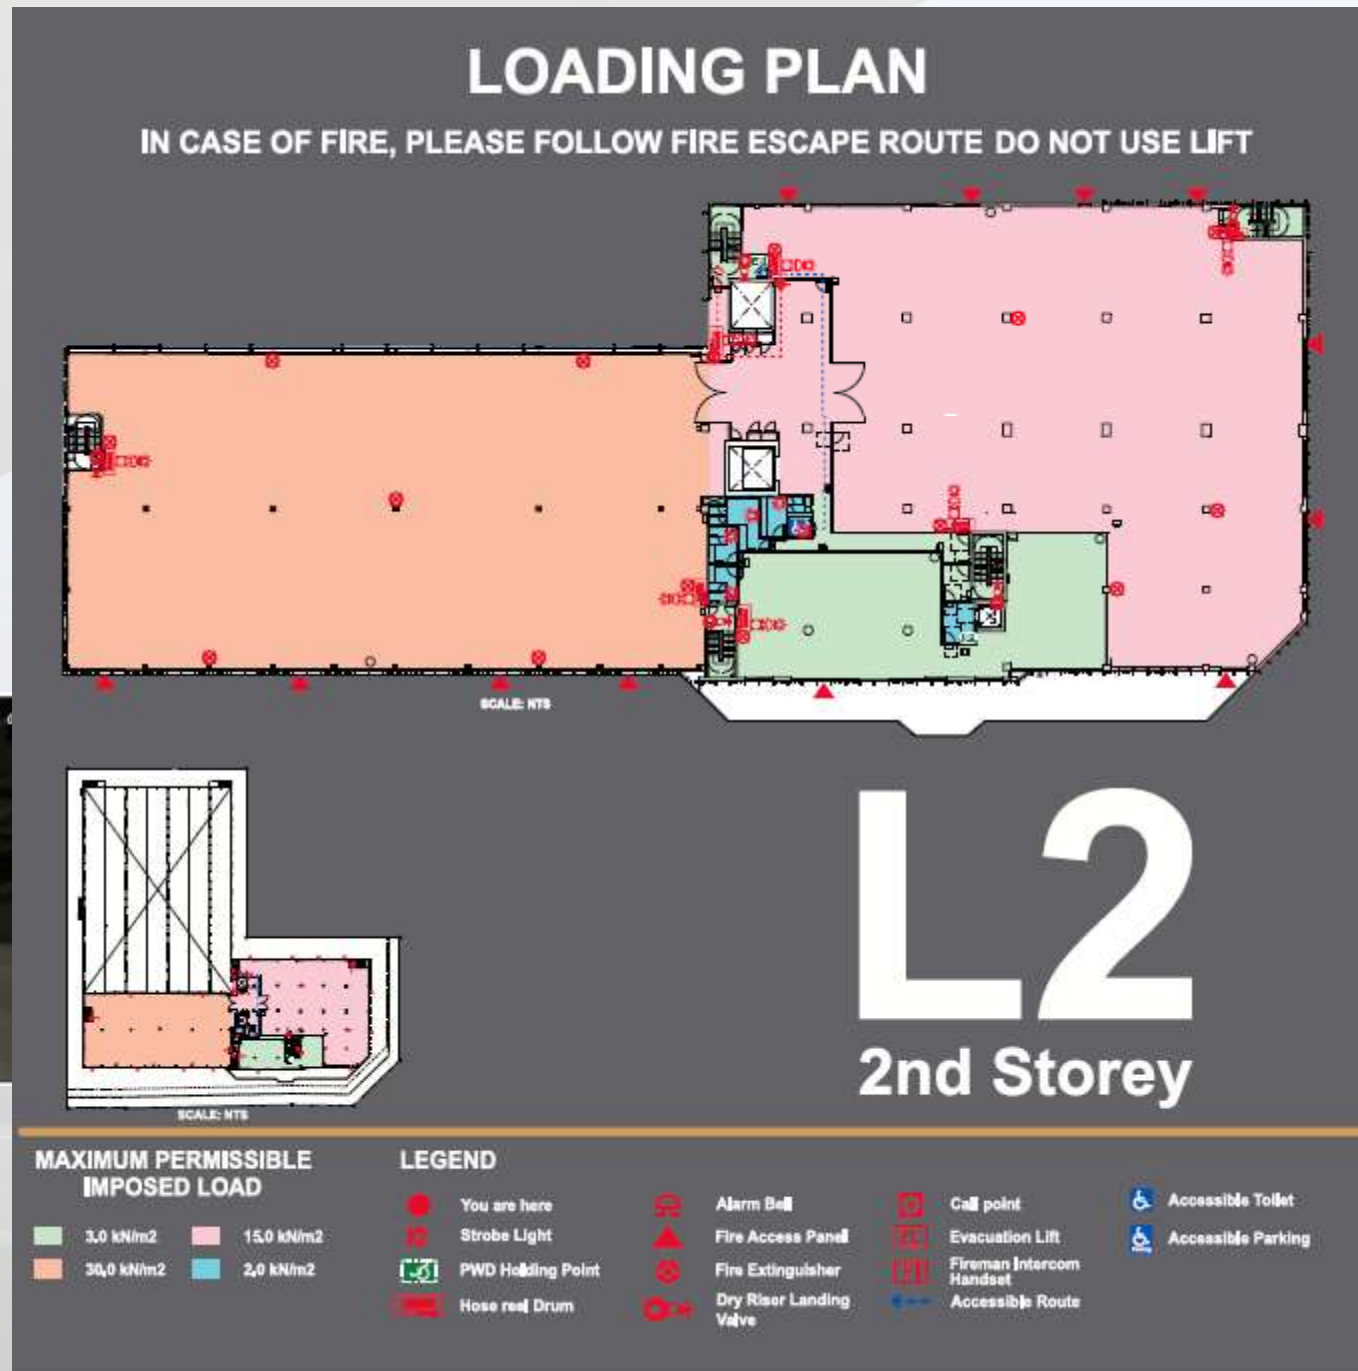 LOADING PLAN
IN CASE OF FIRE, PLEASE FOLLOW FIRE ESCAPE ROUTE DO NOT USE LIFT
SCALE: NTS
SCALE: NTS
L2
2nd Storey
MAXIMUM PERMISSIBLE
IMPOSED LOAD
3.0 kN/m2
15.0 kN/m2
30.0 kN/m2
2.0 kN/m2
LEGEND
You are here
Strobe Light
PWD Holding Point
Hose reel Drum
Alarm Bell
Fire Access Panel
Fire Extinguisher
Dry Riser Landing
Valve
Call point
Evacuation Lift
Fireman Intercom
Handset
Accessible Route
Accessible Toilet
Accessible Parking